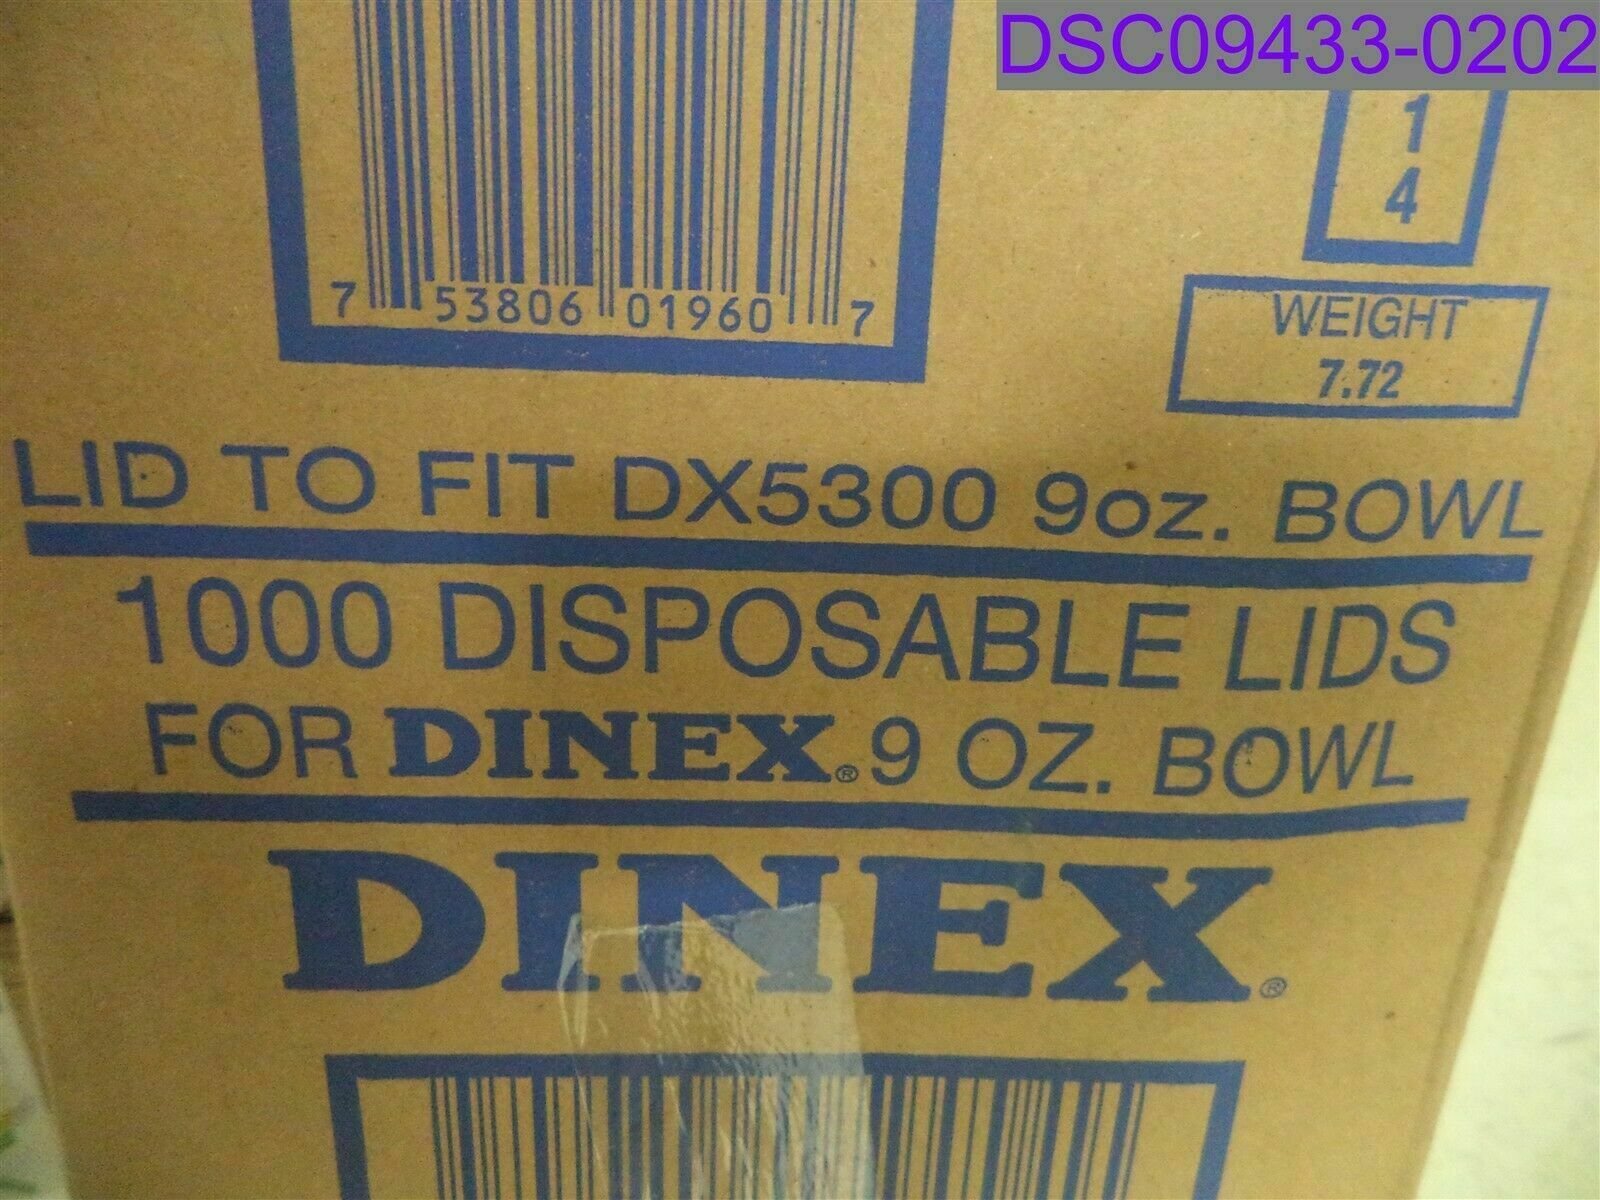 DSC09433-0202
1
4
7 53806 01960 7
WEIGHT
7.72
LID TO FIT DX5300 9oz. BOWL
1000 DISPOSABLE LIDS
FOR DINEX® 9 OZ. BOWL
DINEX®